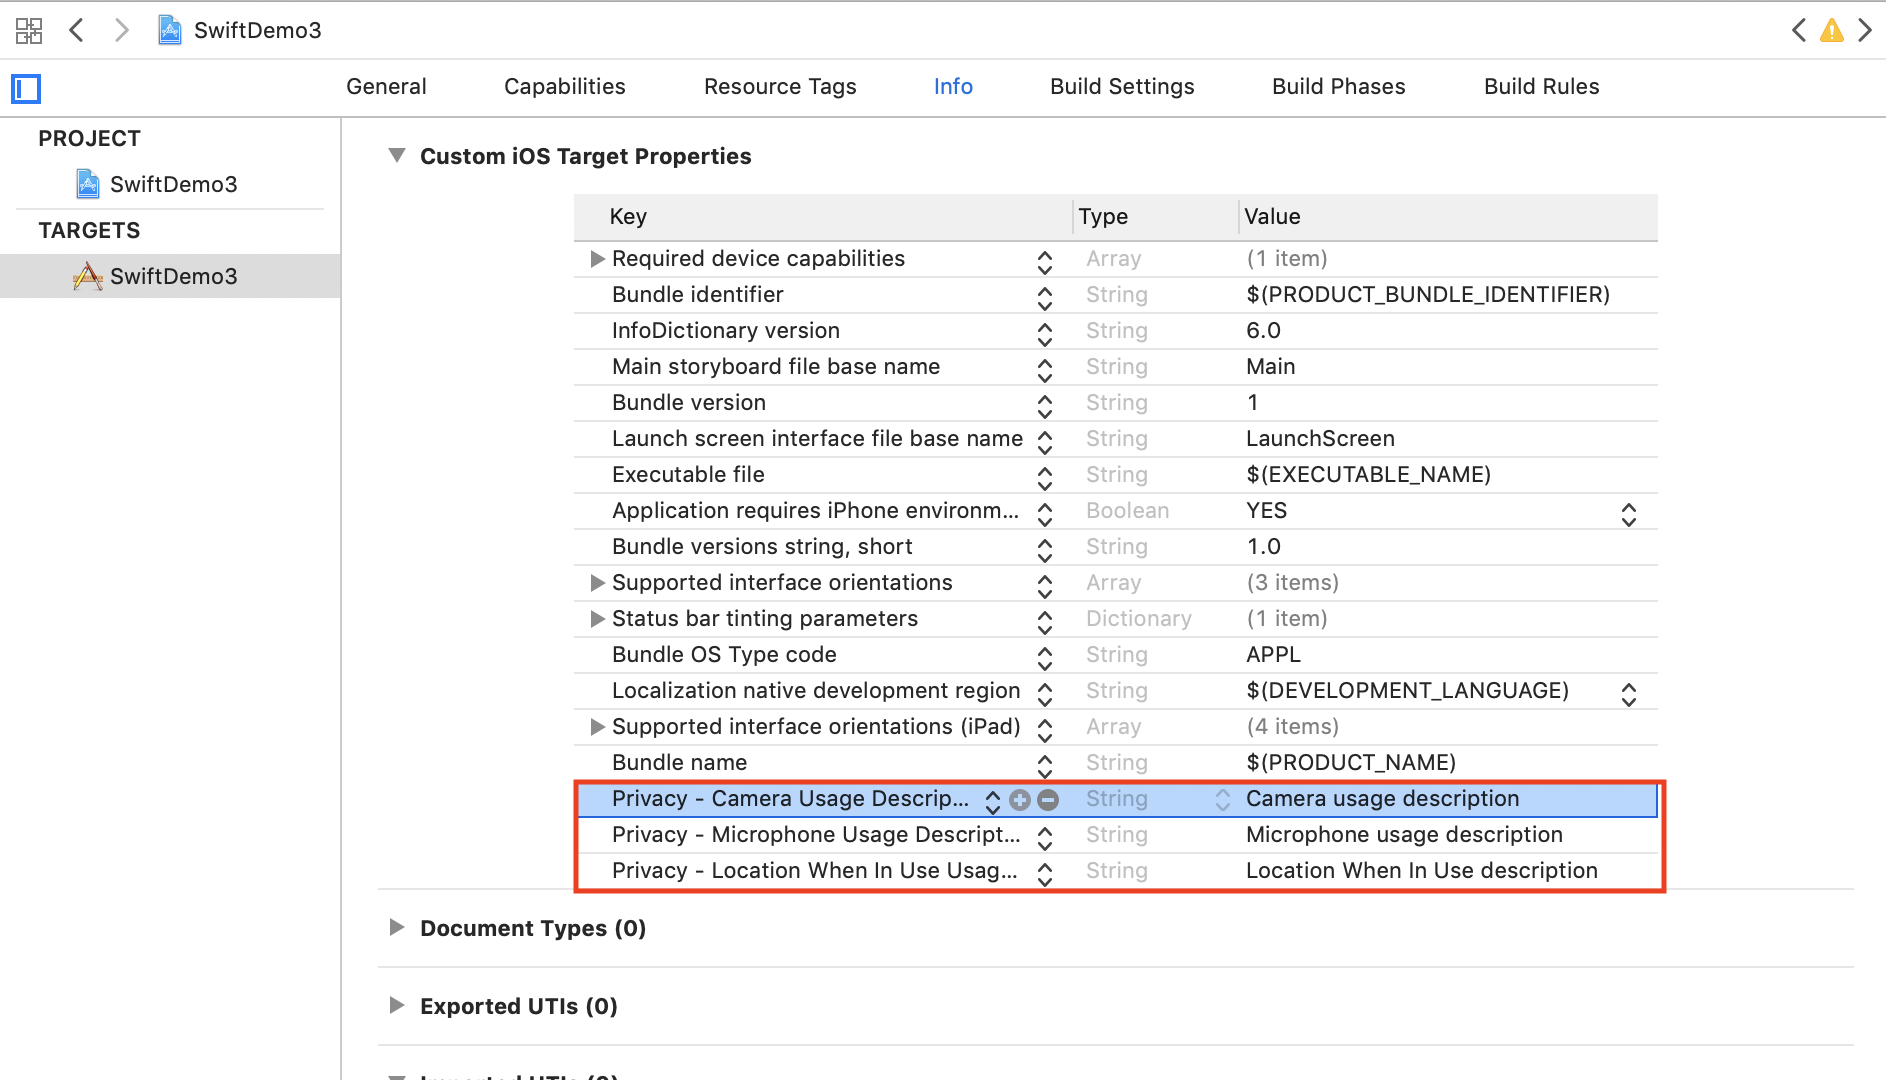 SwiftDemo3
General Capabilities Resource Tags Info Build Settings Build Phases Build Rules
PROJECT
SwiftDemo3
TARGETS
SwiftDemo3
Custom iOS Target Properties
Key Type Value
Required device capabilities Array (1 item)
Bundle identifier String $(PRODUCT_BUNDLE_IDENTIFIER)
InfoDictionary version String 6.0
Main storyboard file base name String Main
Bundle version String 1
Launch screen interface file base name String LaunchScreen
Executable file String $(EXECUTABLE_NAME)
Application requires iPhone environm... Boolean YES
Bundle versions string, short String 1.0
Supported interface orientations Array (3 items)
Status bar tinting parameters Dictionary (1 item)
Bundle OS Type code String APPL
Localization native development region String $(DEVELOPMENT_LANGUAGE)
Supported interface orientations (iPad) Array (4 items)
Bundle name String $(PRODUCT_NAME)
Privacy - Camera Usage Descrip... String Camera usage description
Privacy - Microphone Usage Descript... String Microphone usage description
Privacy - Location When In Use Usag... String Location When In Use description
Document Types (0)
Exported UTIs (0)